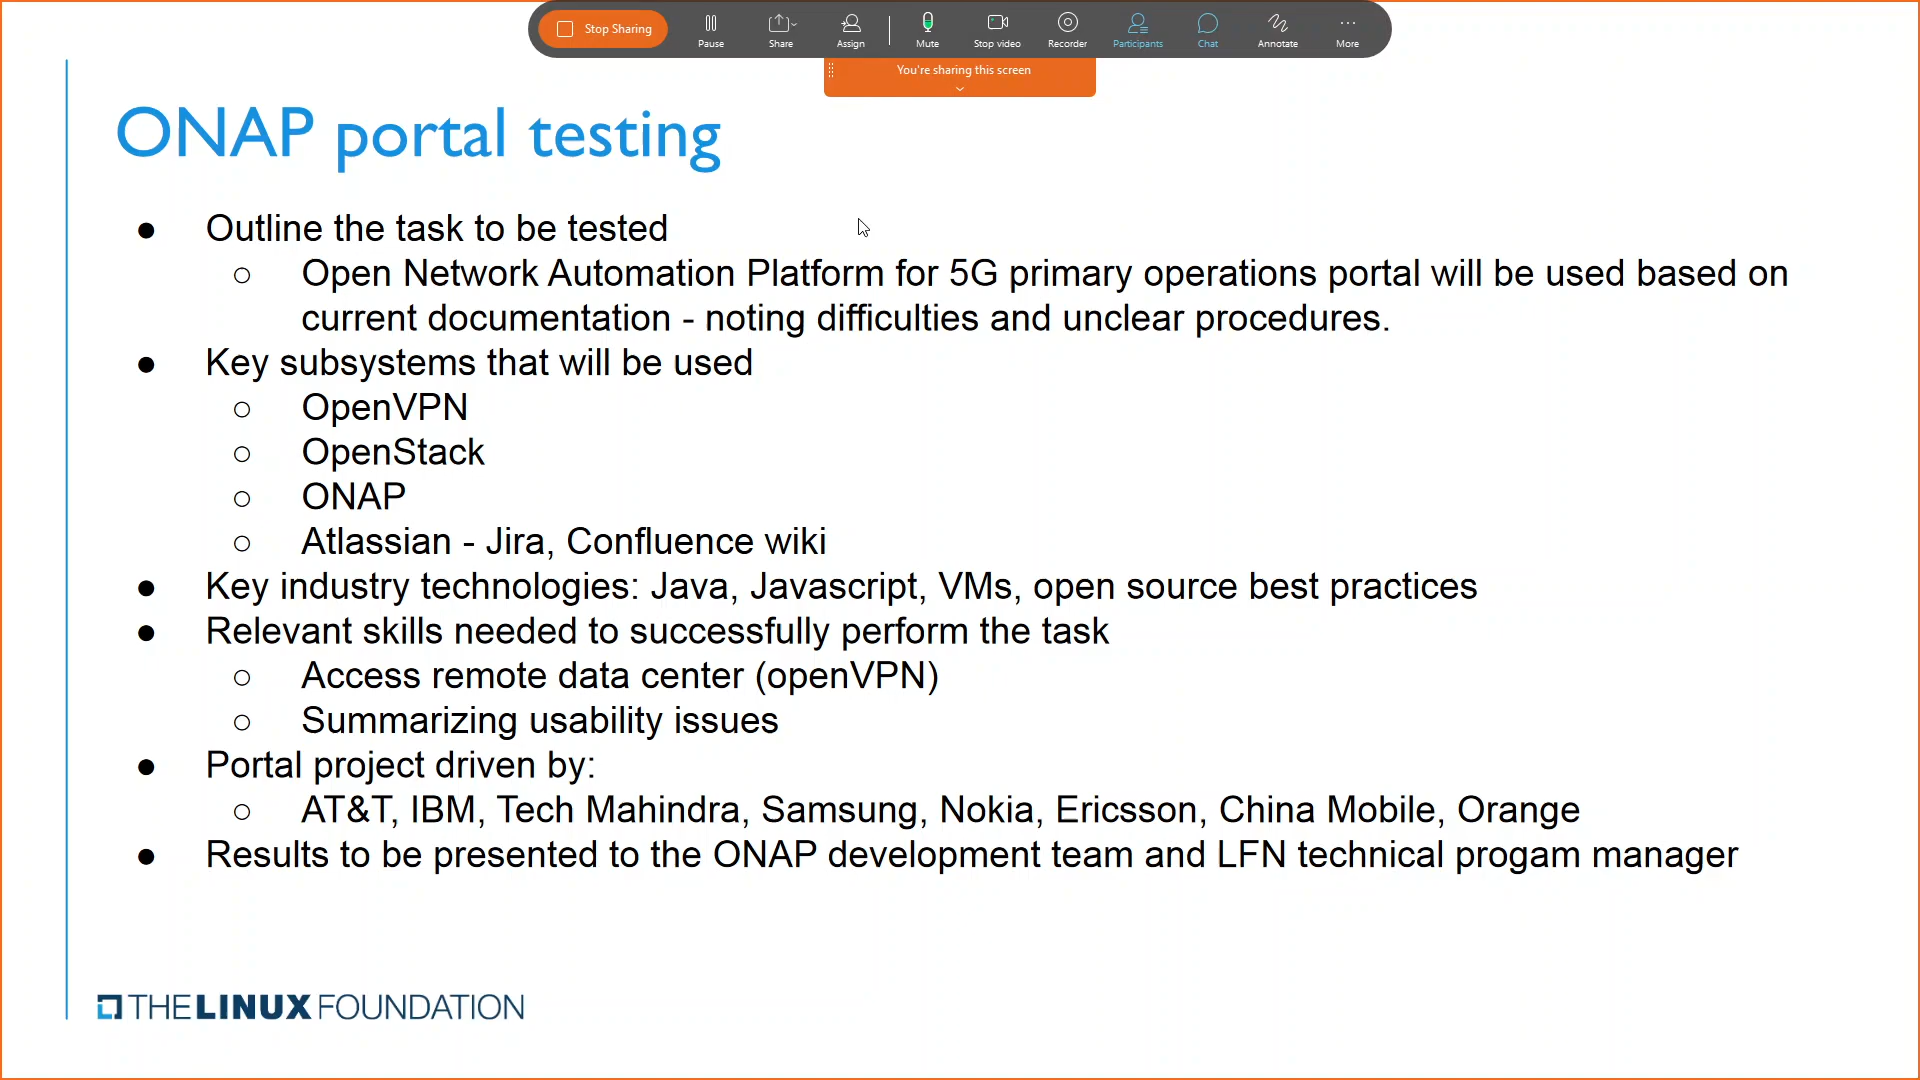 Stop Sharing
Pause
Share
Assign
Mute
Stop video
Recorder
Participants
Chat
Annotate
More
You're sharing this screen
ONAP portal testing
● Outline the task to be tested
○ Open Network Automation Platform for 5G primary operations portal will be used based on
current documentation - noting difficulties and unclear procedures.
● Key subsystems that will be used
○ OpenVPN
○ OpenStack
○ ONAP
○ Atlassian - Jira, Confluence wiki
● Key industry technologies: Java, Javascript, VMs, open source best practices
● Relevant skills needed to successfully perform the task
○ Access remote data center (openVPN)
○ Summarizing usability issues
● Portal project driven by:
○ AT&T, IBM, Tech Mahindra, Samsung, Nokia, Ericsson, China Mobile, Orange
● Results to be presented to the ONAP development team and LFN technical progam manager
THE LINUX FOUNDATION